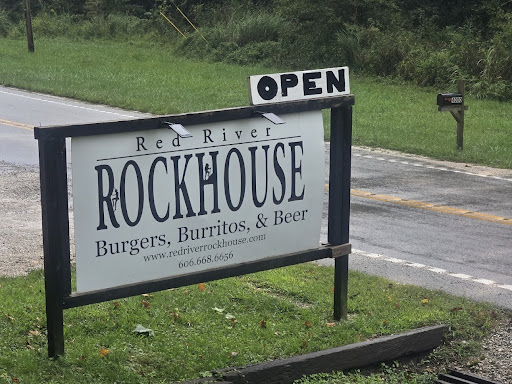 OPEN
Red River
ROCKHOUSE
Burgers, Burritos, & Beer
www.redriverrockhouse.com
606.668.6656